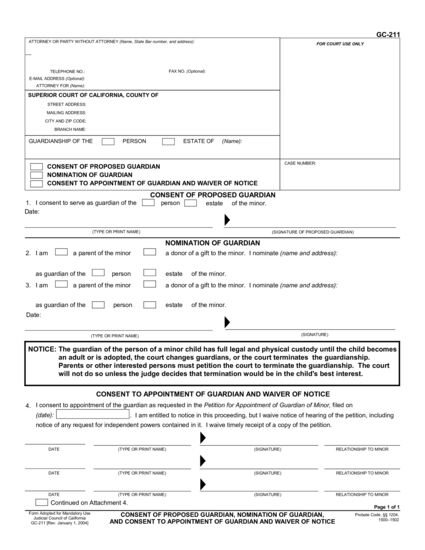 GC-211
ATTORNEY OR PARTY WITHOUT ATTORNEY (Name, State Bar number, and address):
FOR COURT USE ONLY
TELEPHONE NO.:
FAX NO. (Optional):
E-MAIL ADDRESS (Optional):
ATTORNEY FOR (Name):
SUPERIOR COURT OF CALIFORNIA, COUNTY OF
STREET ADDRESS:
MAILING ADDRESS:
CITY AND ZIP CODE:
BRANCH NAME:
GUARDIANSHIP OF THE PERSON ESTATE OF (Name):
CASE NUMBER:
CONSENT OF PROPOSED GUARDIAN
NOMINATION OF GUARDIAN
CONSENT TO APPOINTMENT OF GUARDIAN AND WAIVER OF NOTICE
CONSENT OF PROPOSED GUARDIAN
1. I consent to serve as guardian of the person estate of the minor.
Date:
(TYPE OR PRINT NAME) (SIGNATURE OF PROPOSED GUARDIAN)
NOMINATION OF GUARDIAN
2. I am a parent of the minor a donor of a gift to the minor. I nominate (name and address):
as guardian of the person estate of the minor.
3. I am a parent of the minor a donor of a gift to the minor. I nominate (name and address):
as guardian of the person estate of the minor.
Date:
(TYPE OR PRINT NAME) (SIGNATURE)
NOTICE: The guardian of the person of a minor child has full legal and physical custody until the child becomes
an adult or is adopted, the court changes guardians, or the court terminates the guardianship.
Parents or other interested persons must petition the court to terminate the guardianship. The court
will not do so unless the judge decides that termination would be in the child's best interest.
CONSENT TO APPOINTMENT OF GUARDIAN AND WAIVER OF NOTICE
4. I consent to appointment of the guardian as requested in the Petition for Appointment of Guardian of Minor, filed on
(date): . I am entitled to notice in this proceeding, but I waive notice of hearing of the petition, including
notice of any request for independent powers contained in it. I waive timely receipt of a copy of the petition.
DATE (TYPE OR PRINT NAME) (SIGNATURE) RELATIONSHIP TO MINOR
DATE (TYPE OR PRINT NAME) (SIGNATURE) RELATIONSHIP TO MINOR
DATE (TYPE OR PRINT NAME) (SIGNATURE) RELATIONSHIP TO MINOR
Continued on Attachment 4.
Page 1 of 1
Form Adopted for Mandatory Use
Judicial Council of California
GC-211 [Rev. January 1, 2004]
CONSENT OF PROPOSED GUARDIAN, NOMINATION OF GUARDIAN,
AND CONSENT TO APPOINTMENT OF GUARDIAN AND WAIVER OF NOTICE
Probate Code, §§ 1204,
1500–1502